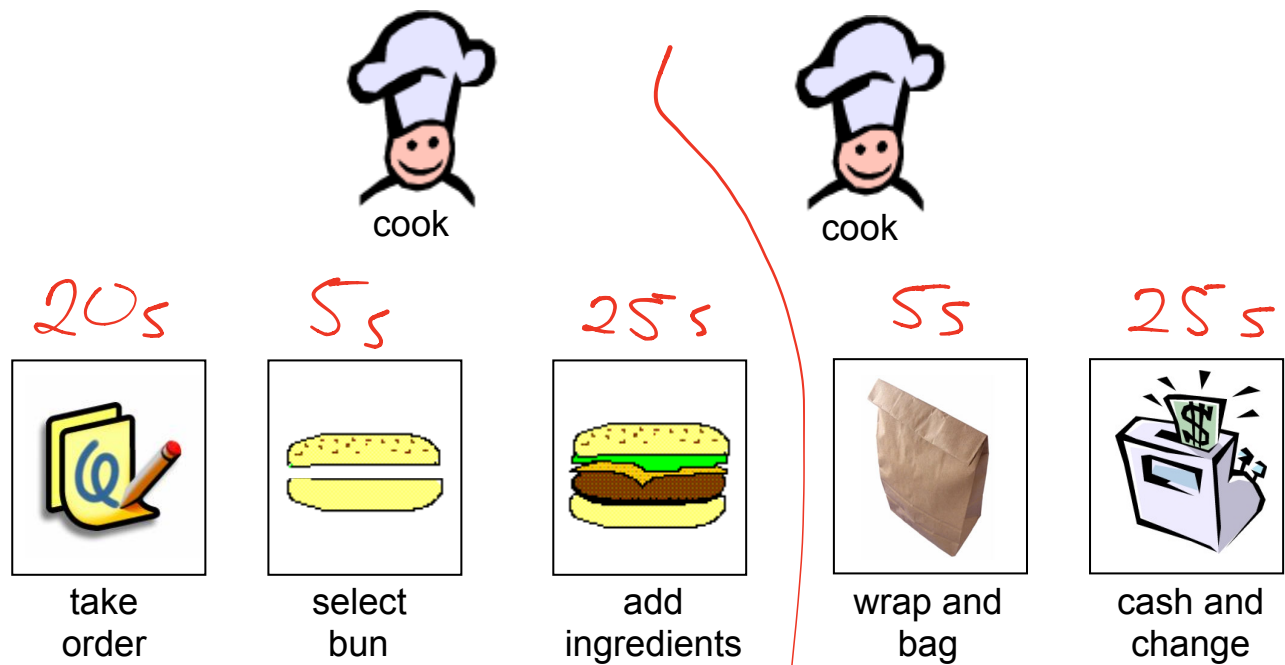 cook
cook
20s
5s
25s
5s
25s
$
take
order
select
bun
add
ingredients
wrap and
bag
cash and
change